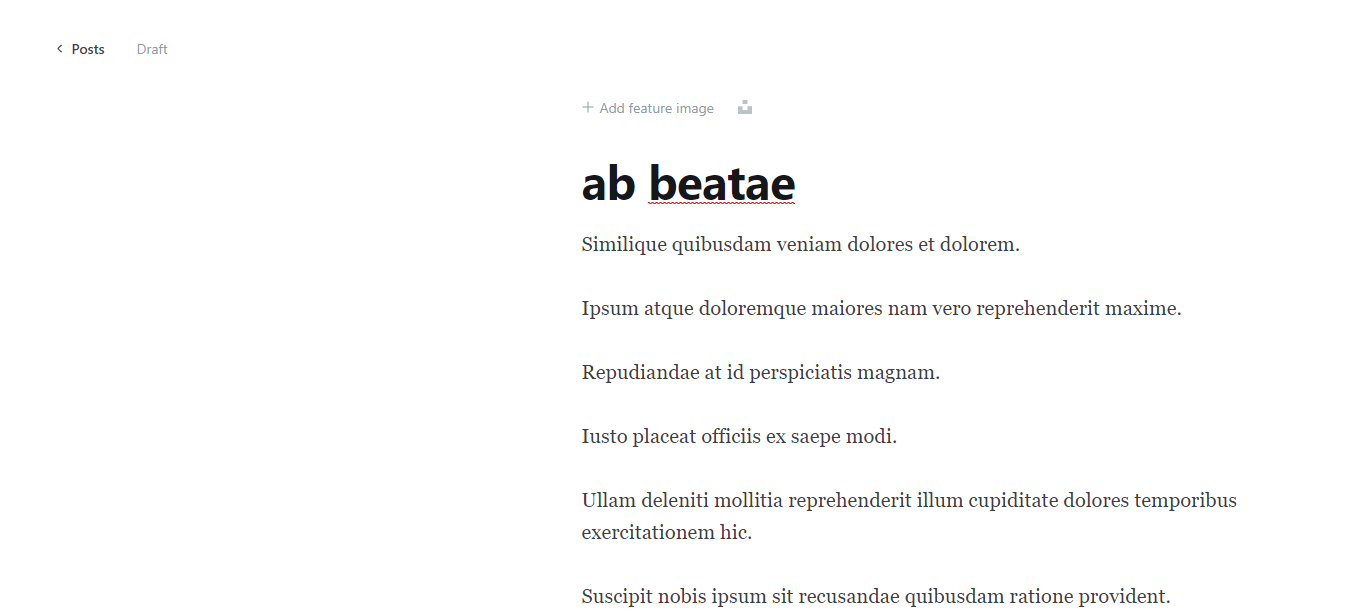 Posts Draft
Add feature image
ab beatae
Similique quibusdam veniam dolores et dolorem.
Ipsum atque doloremque maiores nam vero reprehenderit maxime.
Repudiandae at id perspiciatis magnam.
Iusto placeat officiis ex saepe modi.
Ullam deleniti mollitia reprehenderit illum cupiditate dolores temporibus
exercitationem hic.
Suscipit nobis ipsum sit recusandae quibusdam ratione provident.